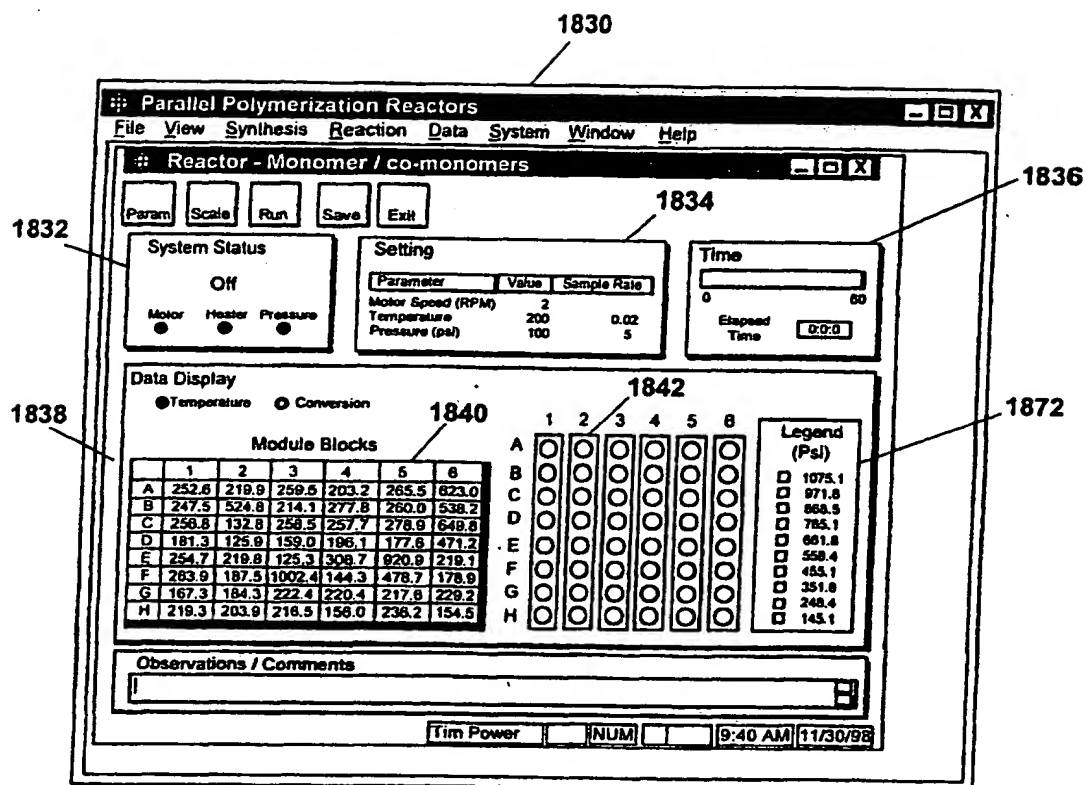 1830
Parallel Polymerization Reactors
File View Synthesis Reaction Data System Window Help
Reactor - Monomer / co-monomers
1836
1834
1832
Param Scale Run Save Exit
System Status
Off
Motor Heater Pressure
Setting
Parameter Value Sample Rate
Motor Speed (RPM) 2
Temperature 200 0.02
Pressure (psi) 100 5
Time
0 60
Elapsed Time 0:0:0
Data Display
Temperature Conversion
1838
1840
1842
1872
Module Blocks
1 2 3 4 5 6
A 252.6 219.9 259.5 203.2 265.5 623.0
B 247.5 524.8 214.1 277.8 260.0 538.2
C 256.8 132.8 258.5 257.7 278.9 649.8
D 181.3 125.9 159.0 196.1 177.6 471.2
E 254.7 219.8 125.3 308.7 920.9 219.1
F 263.9 187.5 1002.4 144.3 478.7 178.9
G 167.3 184.3 222.4 220.4 217.6 229.2
H 219.3 203.9 216.5 156.0 236.2 154.5
1 2 3 4 5 6
A
B
C
D
E
F
G
H
Legend
(Psi)
1075.1
971.8
868.5
765.1
661.8
558.4
455.1
351.8
248.4
145.1
Observations / Comments
Tim Power NUM 9:40 AM 11/30/98